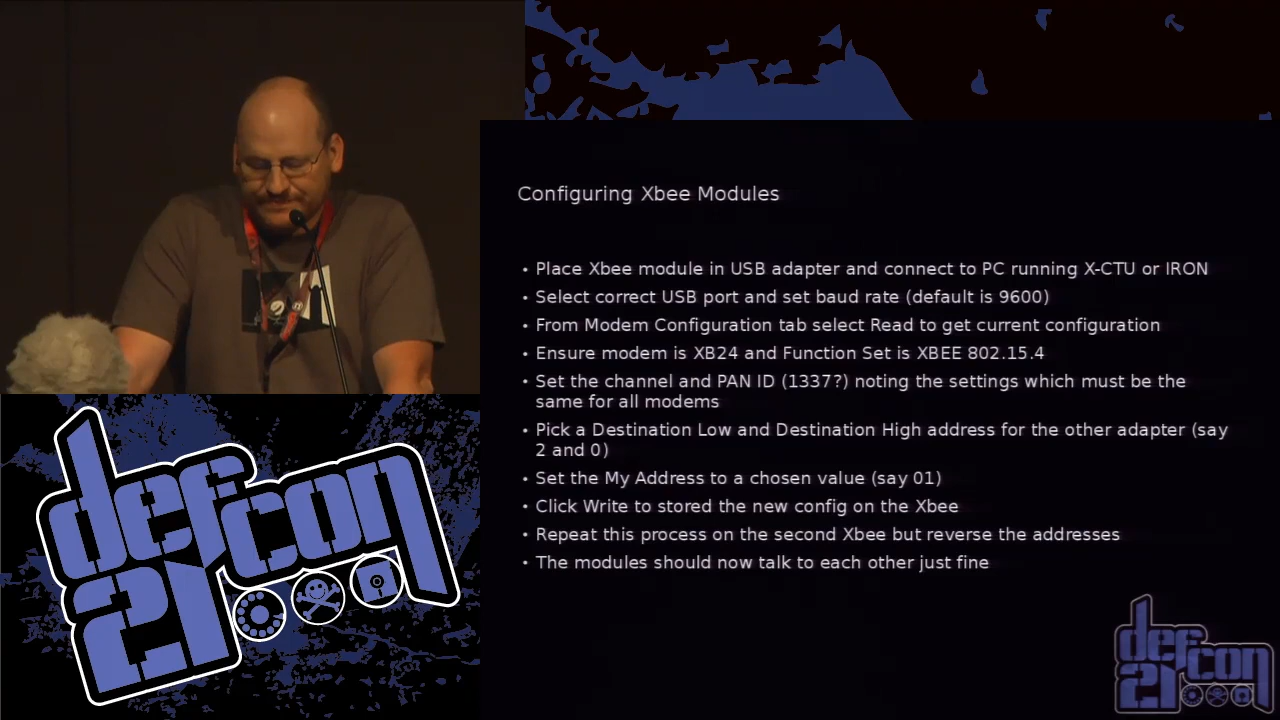 Configuring Xbee Modules
• Place Xbee module in USB adapter and connect to PC running X-CTU or IRON
• Select correct USB port and set baud rate (default is 9600)
• From Modem Configuration tab select Read to get current configuration
• Ensure modem is XB24 and Function Set is XBEE 802.15.4
• Set the channel and PAN ID (1337?) noting the settings which must be the
same for all modems
• Pick a Destination Low and Destination High address for the other adapter (say
2 and 0)
• Set the My Address to a chosen value (say 01)
• Click Write to stored the new config on the Xbee
• Repeat this process on the second Xbee but reverse the addresses
• The modules should now talk to each other just fine
defcon
21
defcon
21